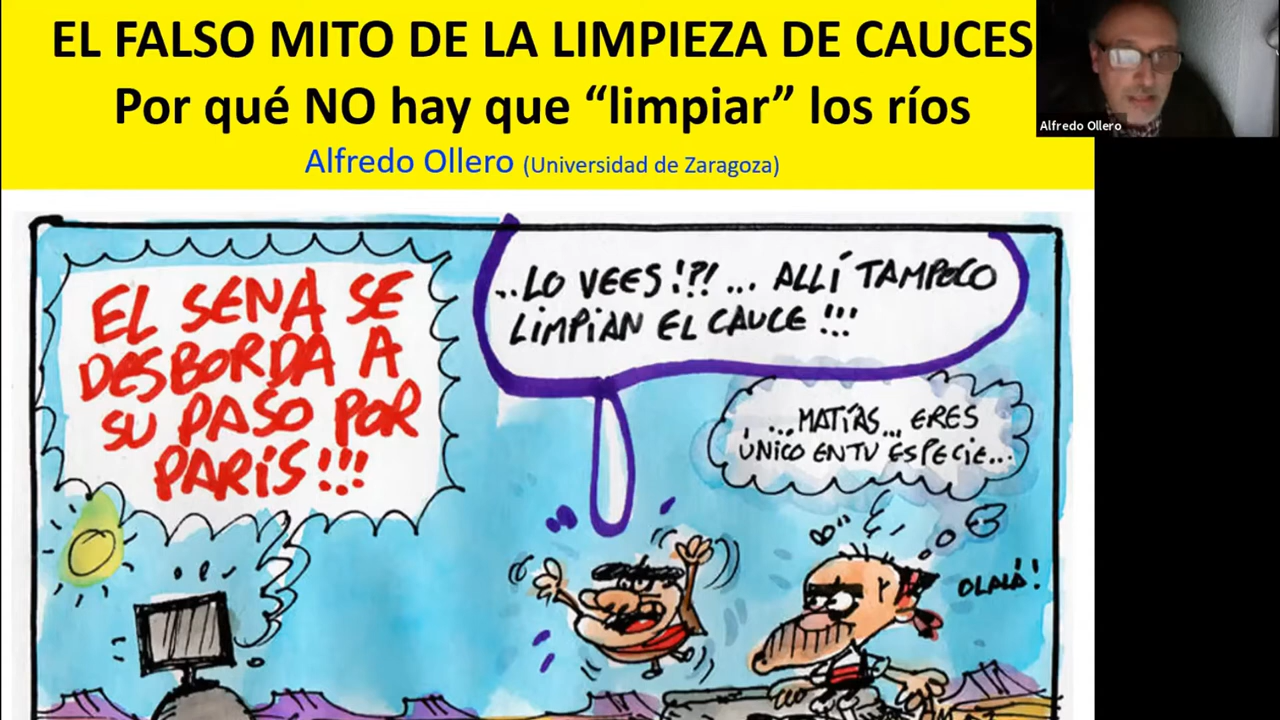 EL FALSO MITO DE LA LIMPIEZA DE CAUCES
Por qué NO hay que “limpiar” los ríos
Alfredo Ollero (Universidad de Zaragoza)
Alfredo Ollero
EL SENA SE
DESBORDA A
SU PASO POR
PARÍS!!!
..LO VEES!?!... ALLÍ TAMPOCO
LIMPIAN EL CAUCE!!!
...MATÍAS... ERES
ÚNICO EN TU ESPECIE...
OLALÁ!